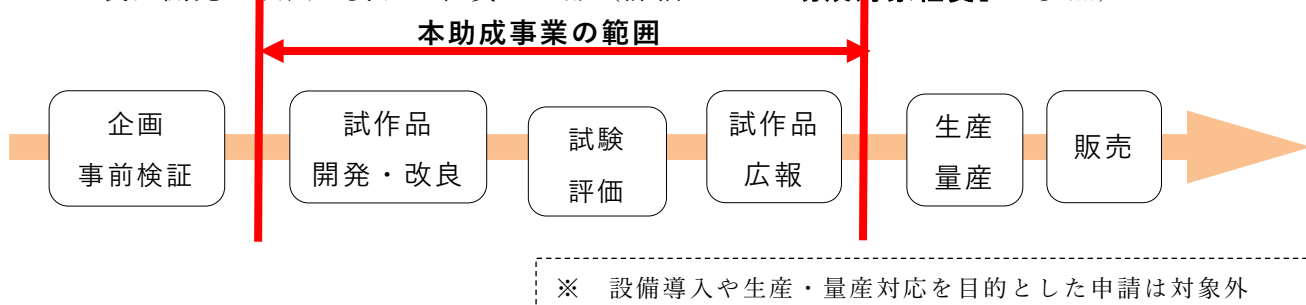 本助成事業の範囲
企画
事前検証
試作品
開発・改良
試験
評価
試作品
広報
生産
量産
販売
※　設備導入や生産・量産対応を目的とした申請は対象外